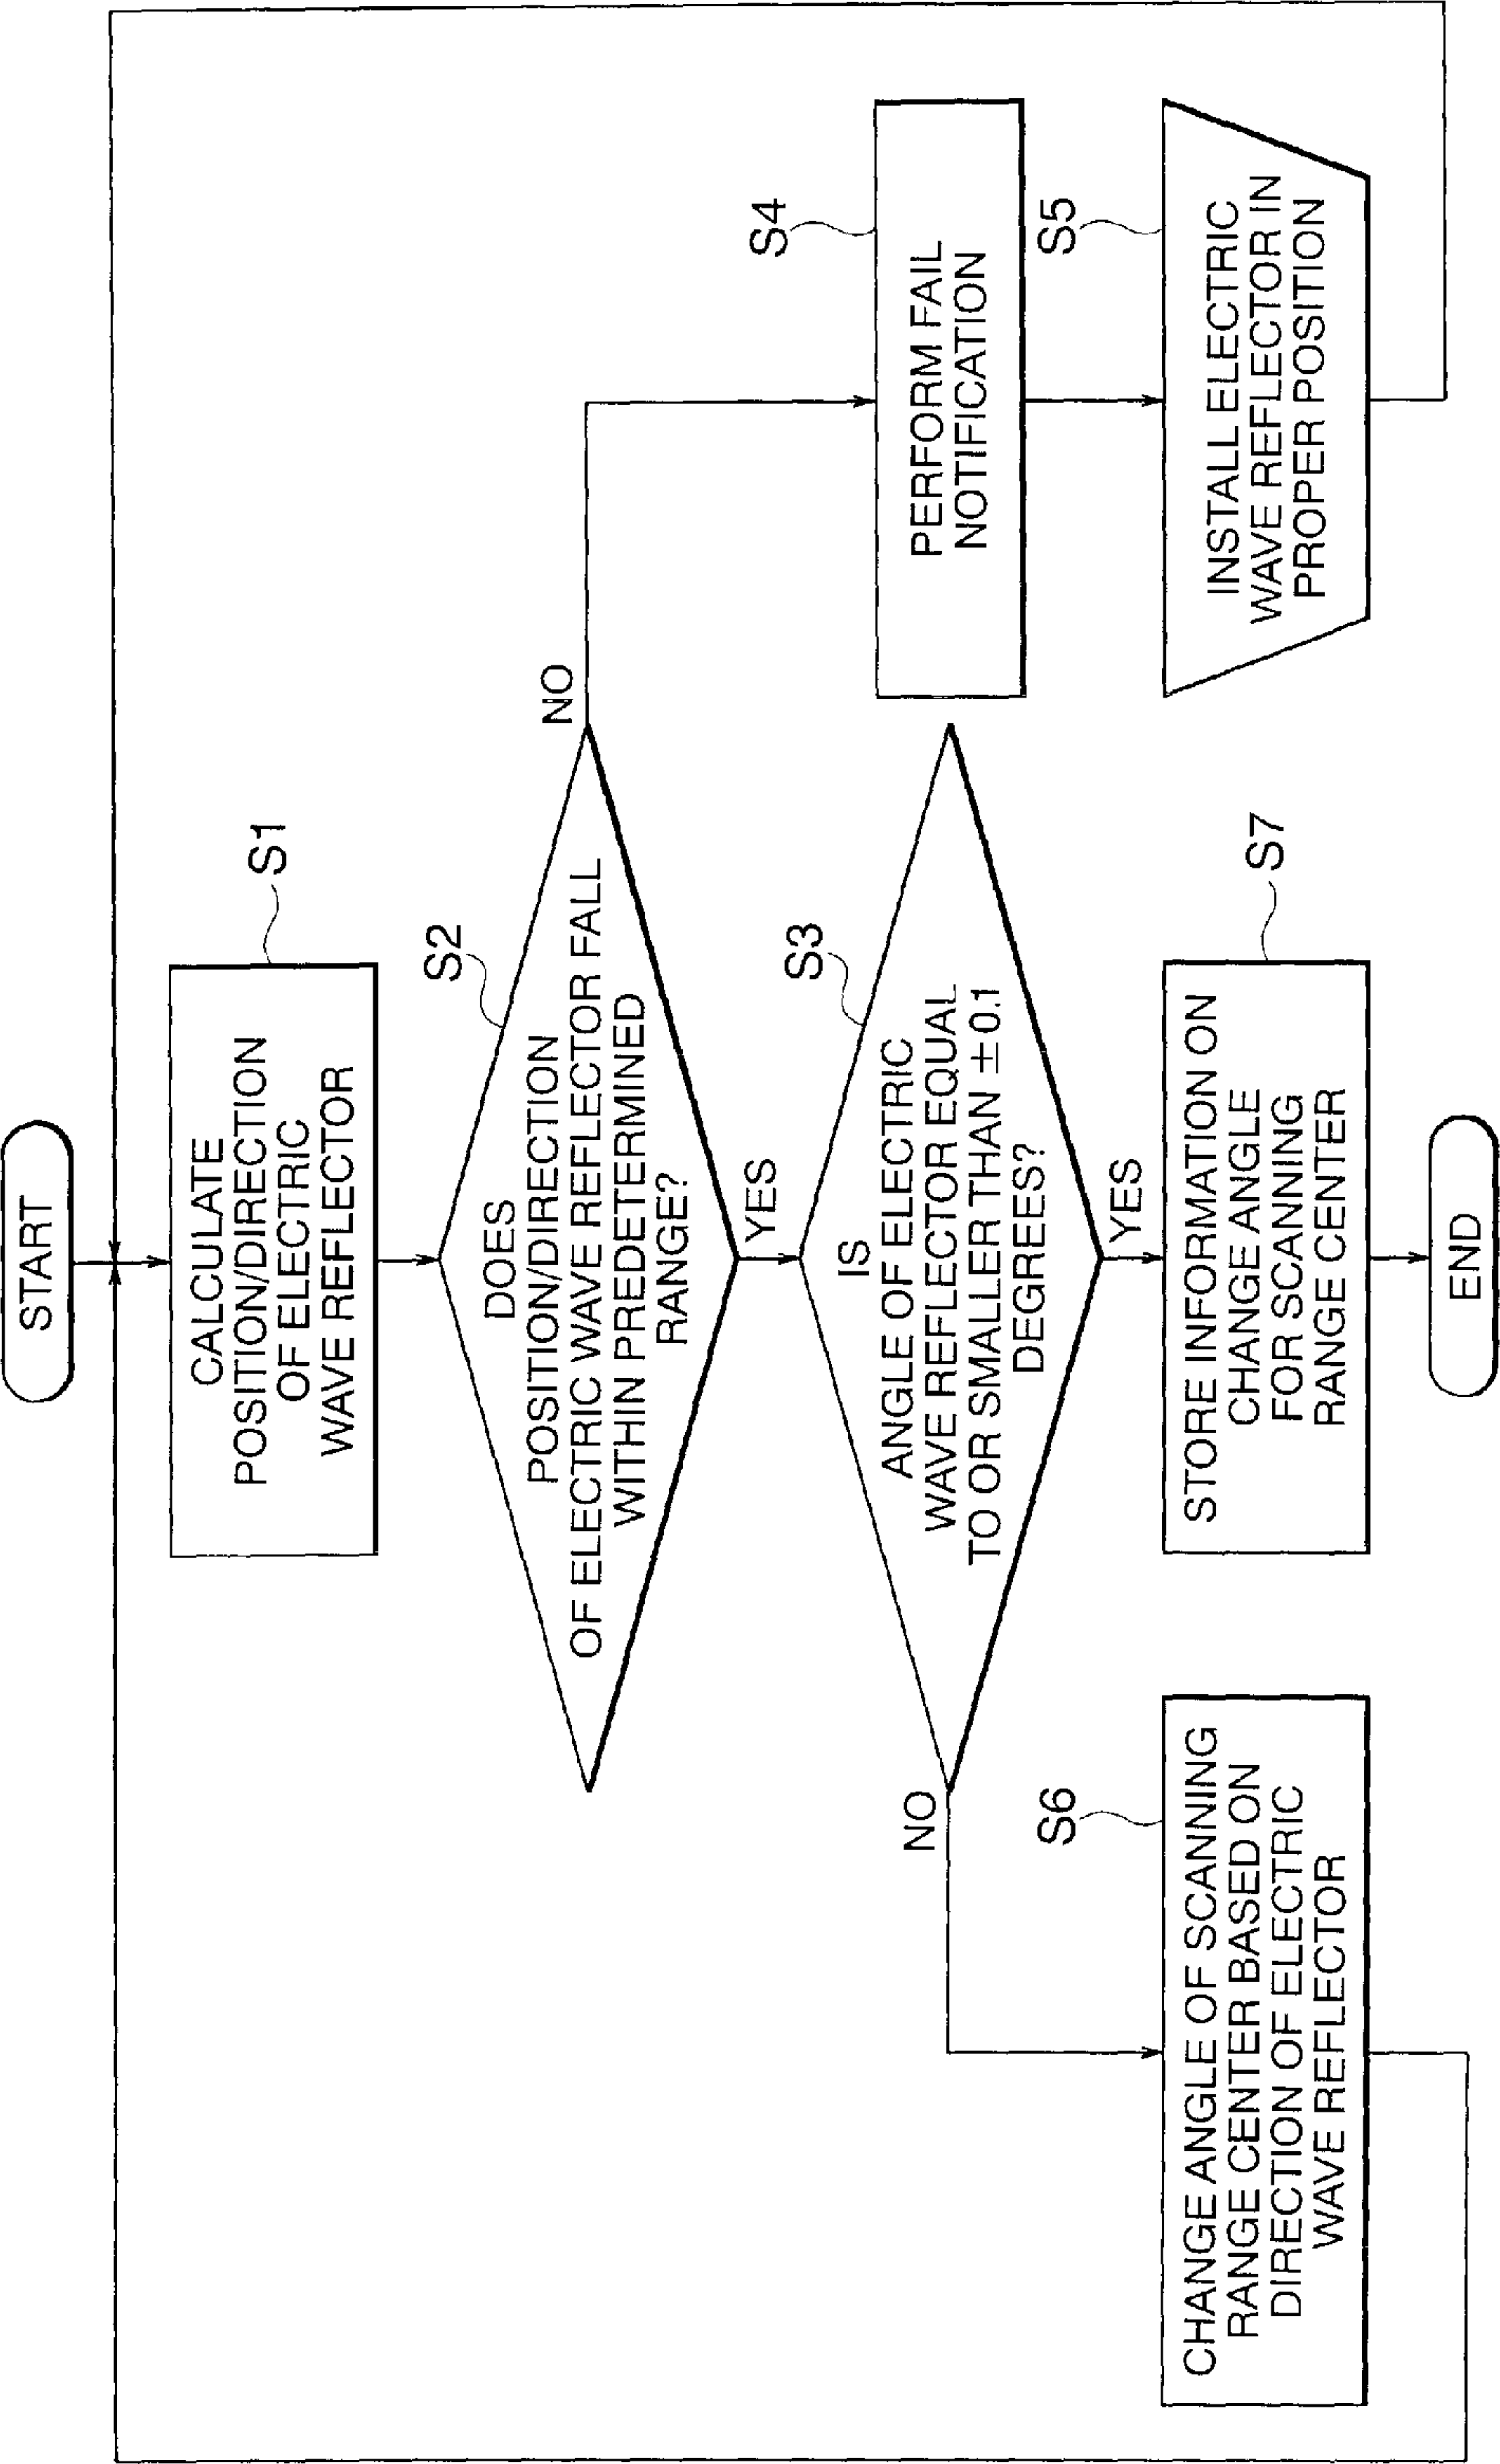 START
S1
CALCULATE
POSITION/DIRECTION
OF ELECTRIC
WAVE REFLECTOR
S2
DOES
POSITION/DIRECTION
OF ELECTRIC WAVE REFLECTOR FALL
WITHIN PREDETERMINED
RANGE?
NO
YES
S3
IS
ANGLE OF ELECTRIC
WAVE REFLECTOR EQUAL
TO OR SMALLER THAN ±0.1
DEGREES?
NO
YES
S4
PERFORM FAIL
NOTIFICATION
S5
INSTALL ELECTRIC
WAVE REFLECTOR IN
PROPER POSITION
S6
CHANGE ANGLE OF SCANNING
RANGE CENTER BASED ON
DIRECTION OF ELECTRIC
WAVE REFLECTOR
S7
STORE INFORMATION ON
CHANGE ANGLE
FOR SCANNING
RANGE CENTER
END